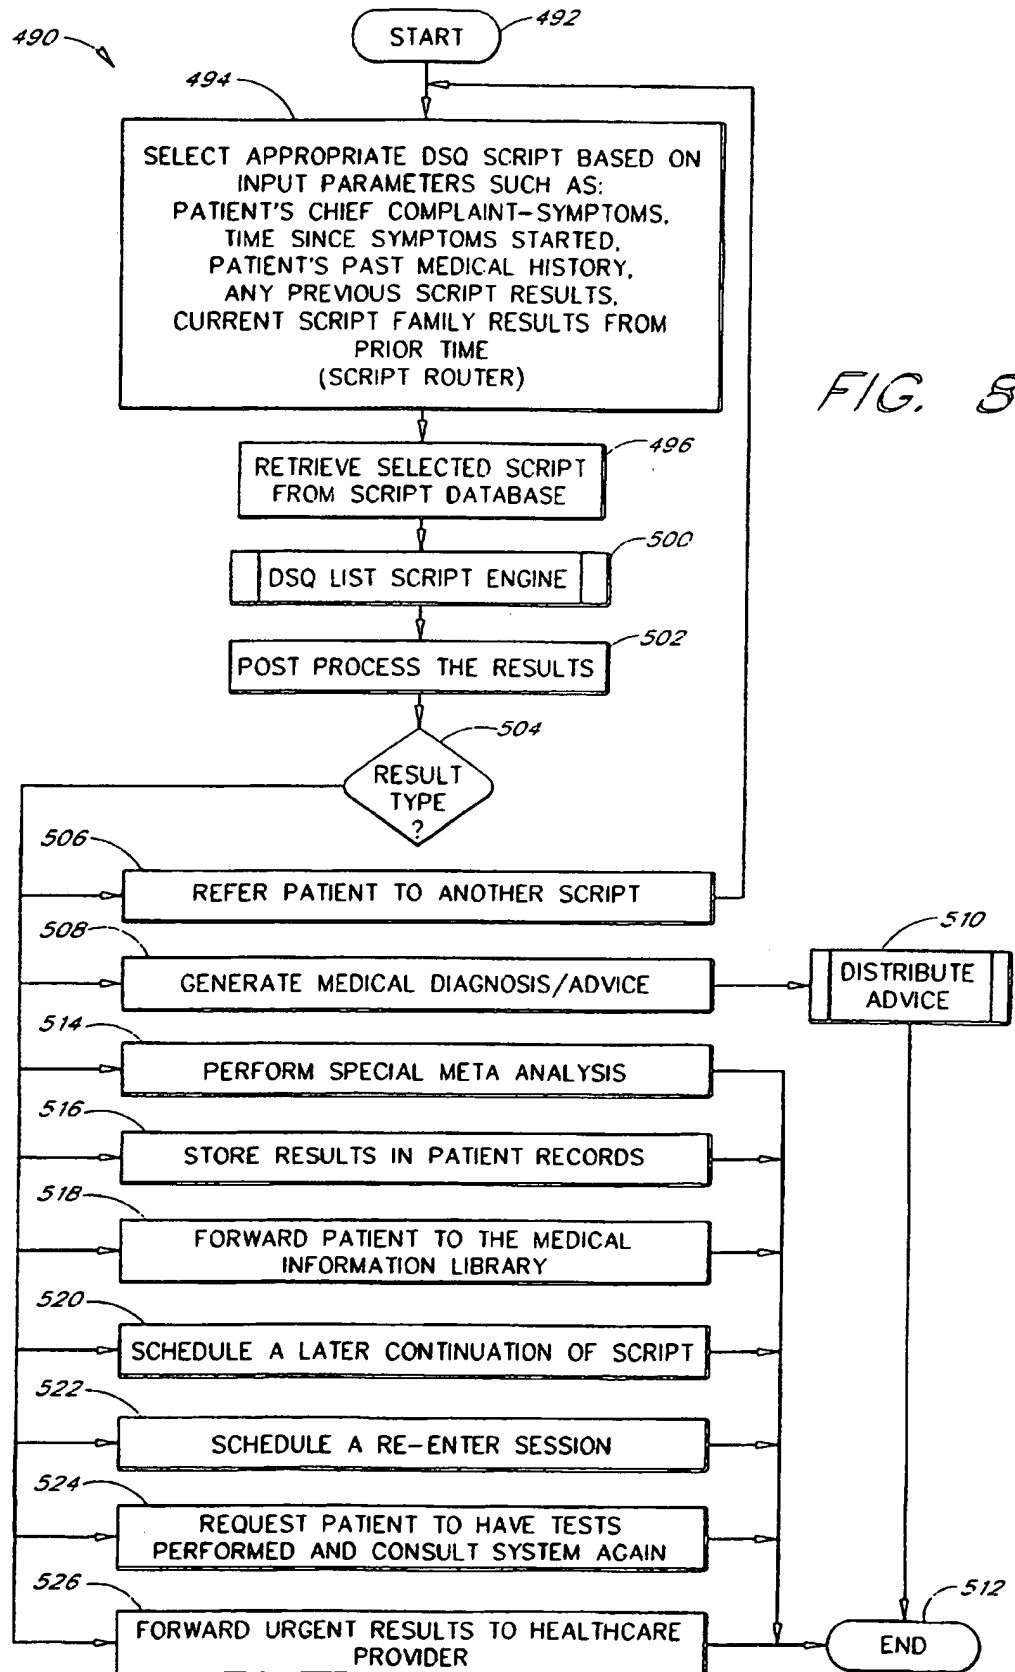 490
START
492
494
SELECT APPROPRIATE DSQ SCRIPT BASED ON
INPUT PARAMETERS SUCH AS:
PATIENT'S CHIEF COMPLAINT-SYMPTOMS,
TIME SINCE SYMPTOMS STARTED,
PATIENT'S PAST MEDICAL HISTORY,
ANY PREVIOUS SCRIPT RESULTS,
CURRENT SCRIPT FAMILY RESULTS FROM
PRIOR TIME
(SCRIPT ROUTER)
FIG. 8
496
RETRIEVE SELECTED SCRIPT
FROM SCRIPT DATABASE
500
DSQ LIST SCRIPT ENGINE
502
POST PROCESS THE RESULTS
504
RESULT
TYPE
?
506
REFER PATIENT TO ANOTHER SCRIPT
508
GENERATE MEDICAL DIAGNOSIS/ADVICE
510
DISTRIBUTE
ADVICE
514
PERFORM SPECIAL META ANALYSIS
516
STORE RESULTS IN PATIENT RECORDS
518
FORWARD PATIENT TO THE MEDICAL
INFORMATION LIBRARY
520
SCHEDULE A LATER CONTINUATION OF SCRIPT
522
SCHEDULE A RE-ENTER SESSION
524
REQUEST PATIENT TO HAVE TESTS
PERFORMED AND CONSULT SYSTEM AGAIN
526
FORWARD URGENT RESULTS TO HEALTHCARE
PROVIDER
512
END